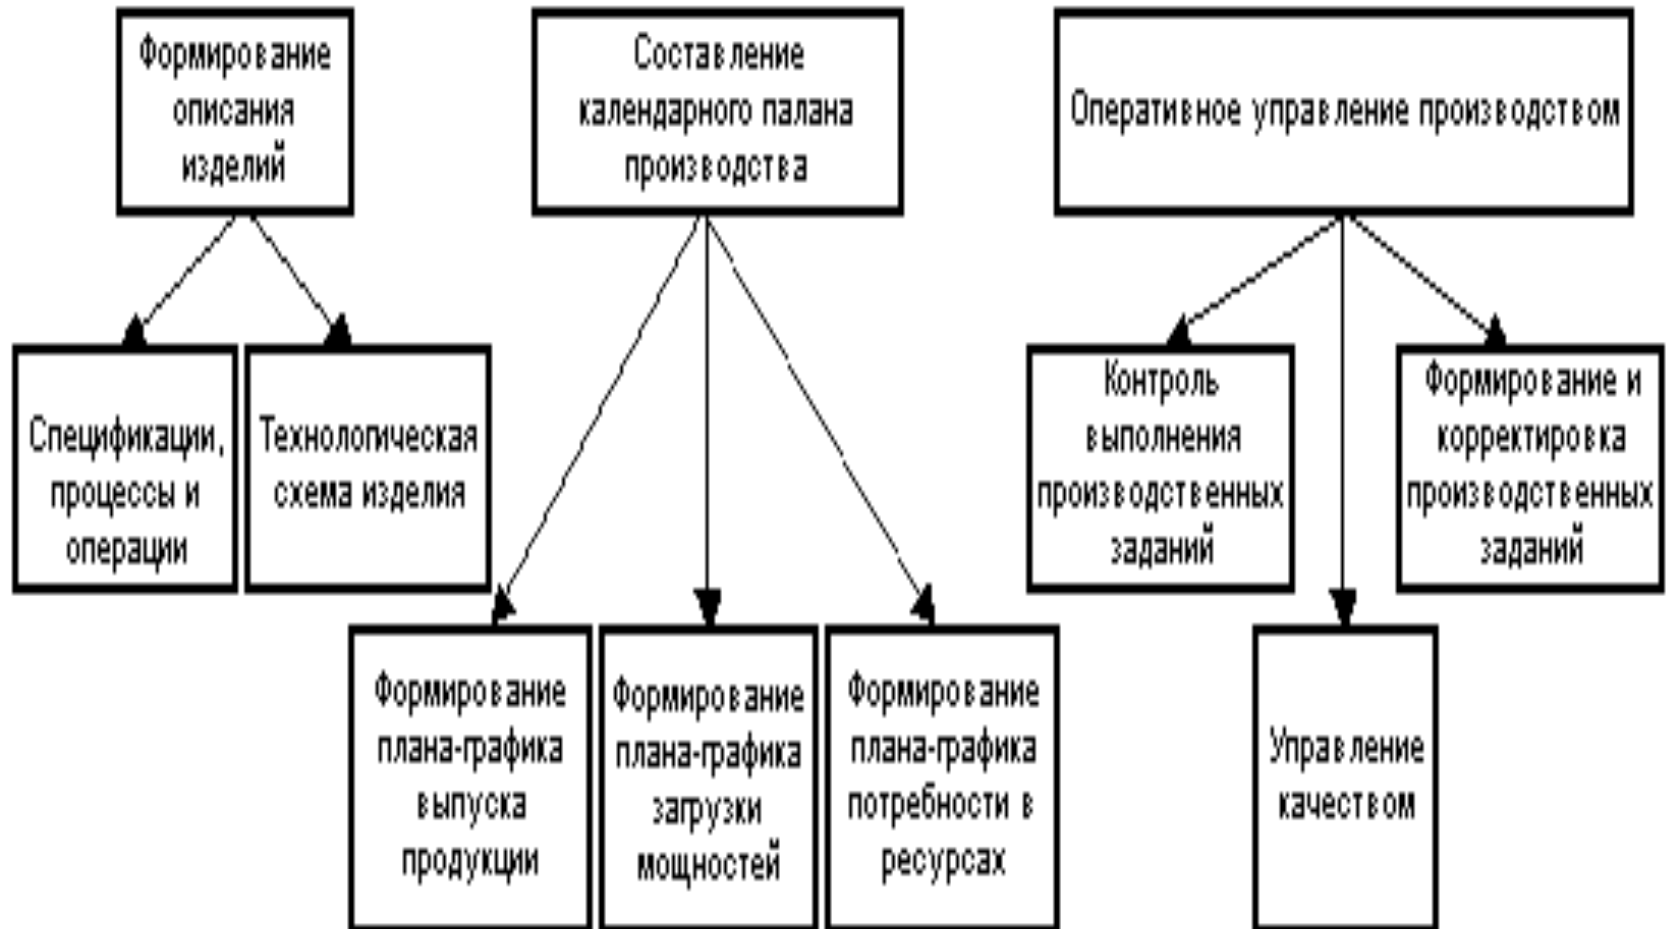 Формирование
описания
изделий
Составление
календарного палана
производства
Оперативное управление производством
Спецификации,
процессы и
операции
Технологическая
схема изделия
Контроль
выполнения
производственных
заданий
Формирование и
корректировка
производственных
заданий
Формирование
плана-графика
выпуска
продукции
Формирование
плана-графика
загрузки
мощностей
Формирование
плана-графика
потребности в
ресурсах
Управление
качеством